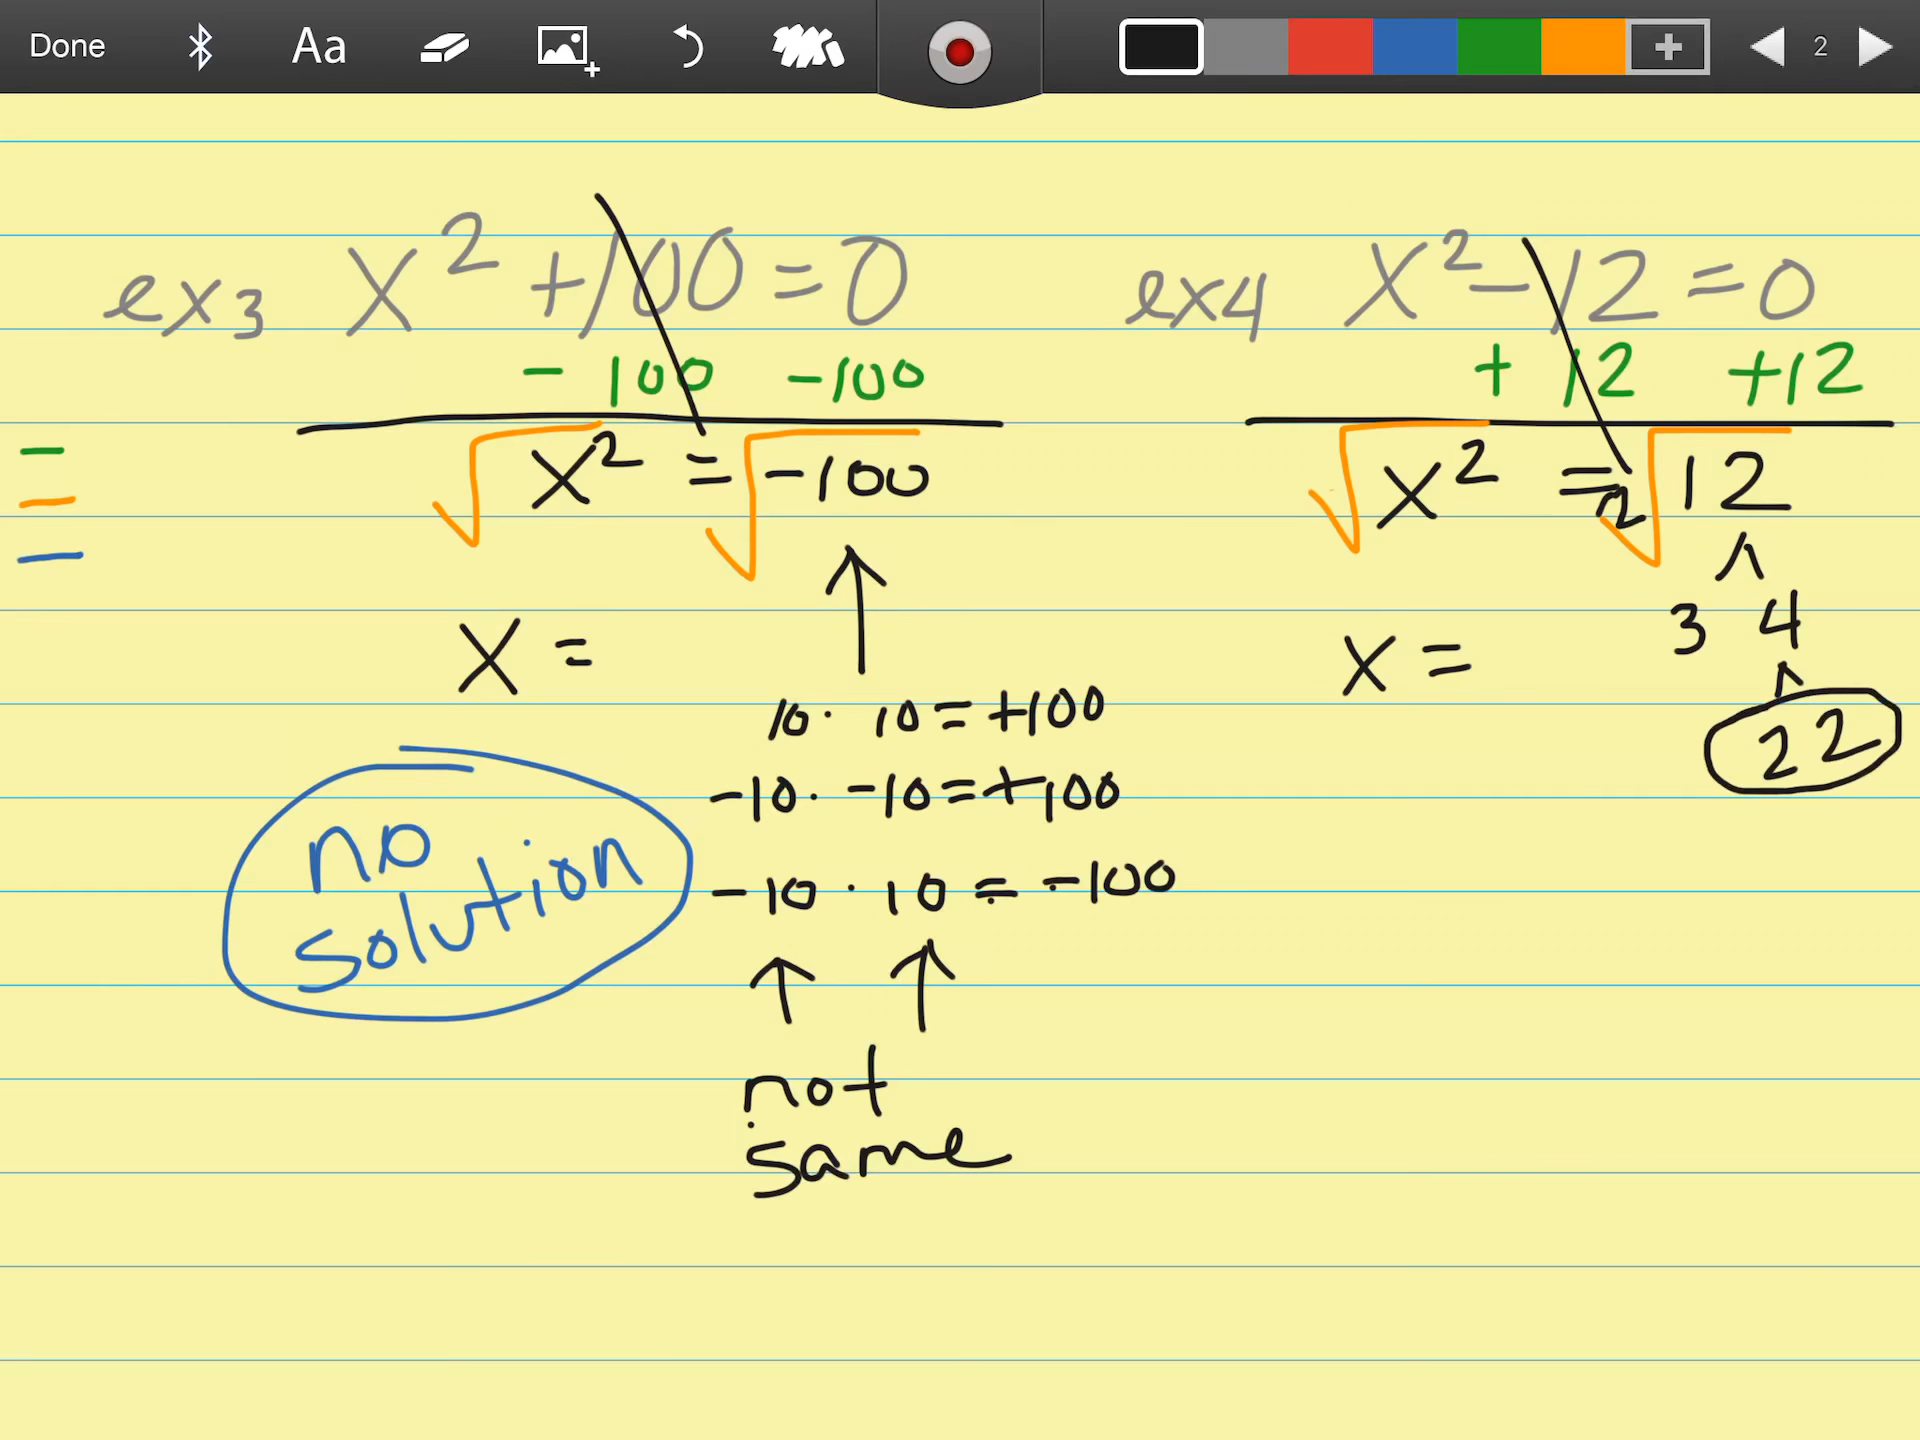 Done Aa 2
ex3 x² + 100 = 0
- 100 -100
√x² = √-100
x =
10 · 10 = +100
-10 · -10 = +100
-10 · 10 = -100
not
same
no
solution
ex4 x² - 12 = 0
+ 12 +12
√x² = ²√12
3 4
x =
2 2